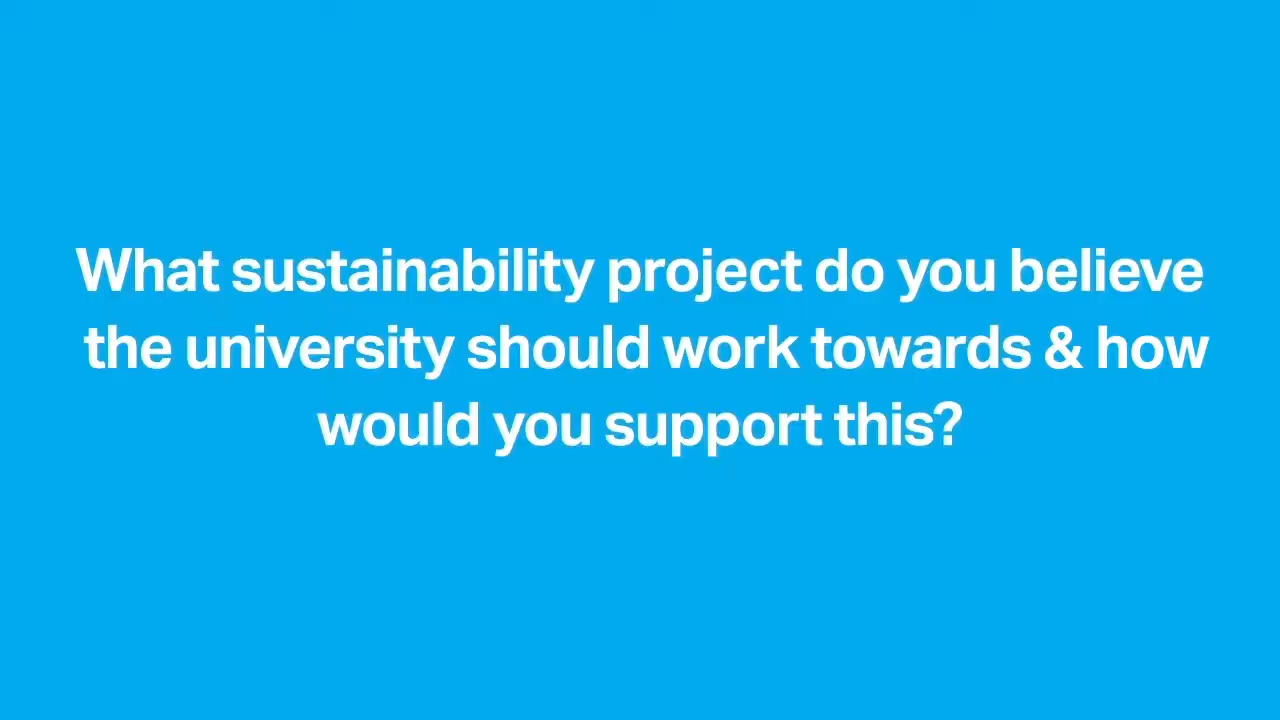 What sustainability project do you believe
the university should work towards & how
would you support this?